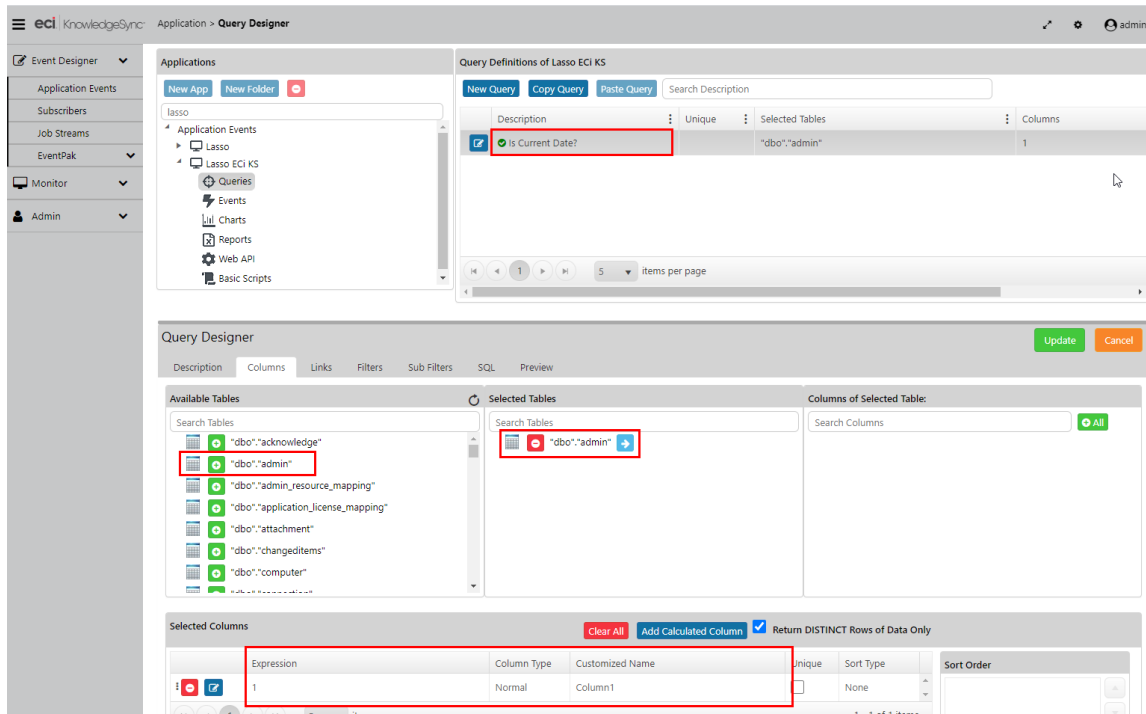 eci KnowledgeSync Application > Query Designer admin
Event Designer
Application Events
Subscribers
Job Streams
EventPak
Monitor
Admin
Applications
New App New Folder
lasso
Application Events
Lasso
Lasso ECi KS
Queries
Events
Charts
Reports
Web API
Basic Scripts
Query Definitions of Lasso ECi KS
New Query Copy Query Paste Query Search Description
Description Unique Selected Tables Columns
Is Current Date? "dbo"."admin" 1
1 5 items per page
Query Designer Update Cancel
Description Columns Links Filters Sub Filters SQL Preview
Available Tables
Search Tables
"dbo"."acknowledge"
"dbo"."admin"
"dbo"."admin_resource_mapping"
"dbo"."application_license_mapping"
"dbo"."attachment"
"dbo"."changeditems"
"dbo"."computer"
Selected Tables
Search Tables
"dbo"."admin"
Columns of Selected Table:
Search Columns All
Selected Columns Clear All Add Calculated Column Return DISTINCT Rows of Data Only
Expression Column Type Customized Name Unique Sort Type Sort Order
1 Normal Column1 None